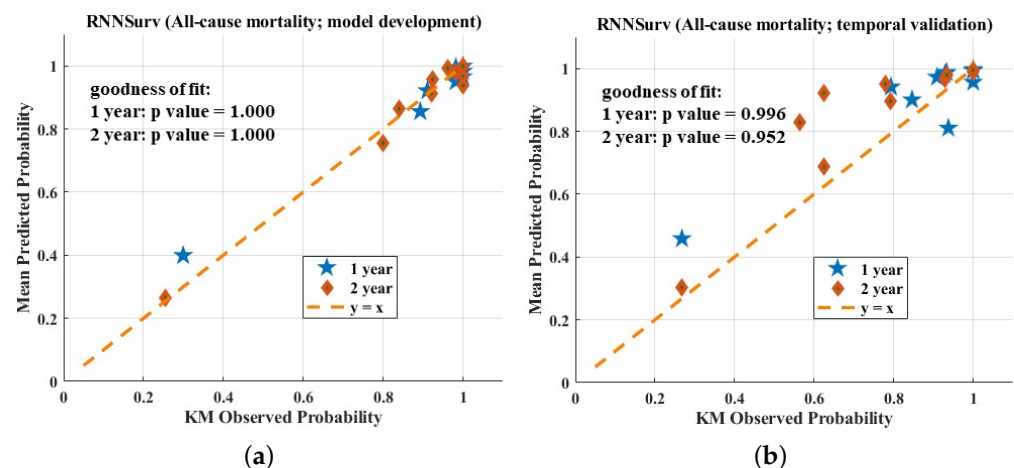 RNNSurv (All-cause mortality; model development)
Mean Predicted Probability
1
0.8
0.6
0.4
0.2
0
goodness of fit:
1 year: p value = 1.000
2 year: p value = 1.000
1 year
2 year
y = x
0 0.2 0.4 0.6 0.8 1
KM Observed Probability
(a)
RNNSurv (All-cause mortality; temporal validation)
Mean Predicted Probability
1
0.8
0.6
0.4
0.2
0
goodness of fit:
1 year: p value = 0.996
2 year: p value = 0.952
1 year
2 year
y = x
0 0.2 0.4 0.6 0.8 1
KM Observed Probability
(b)